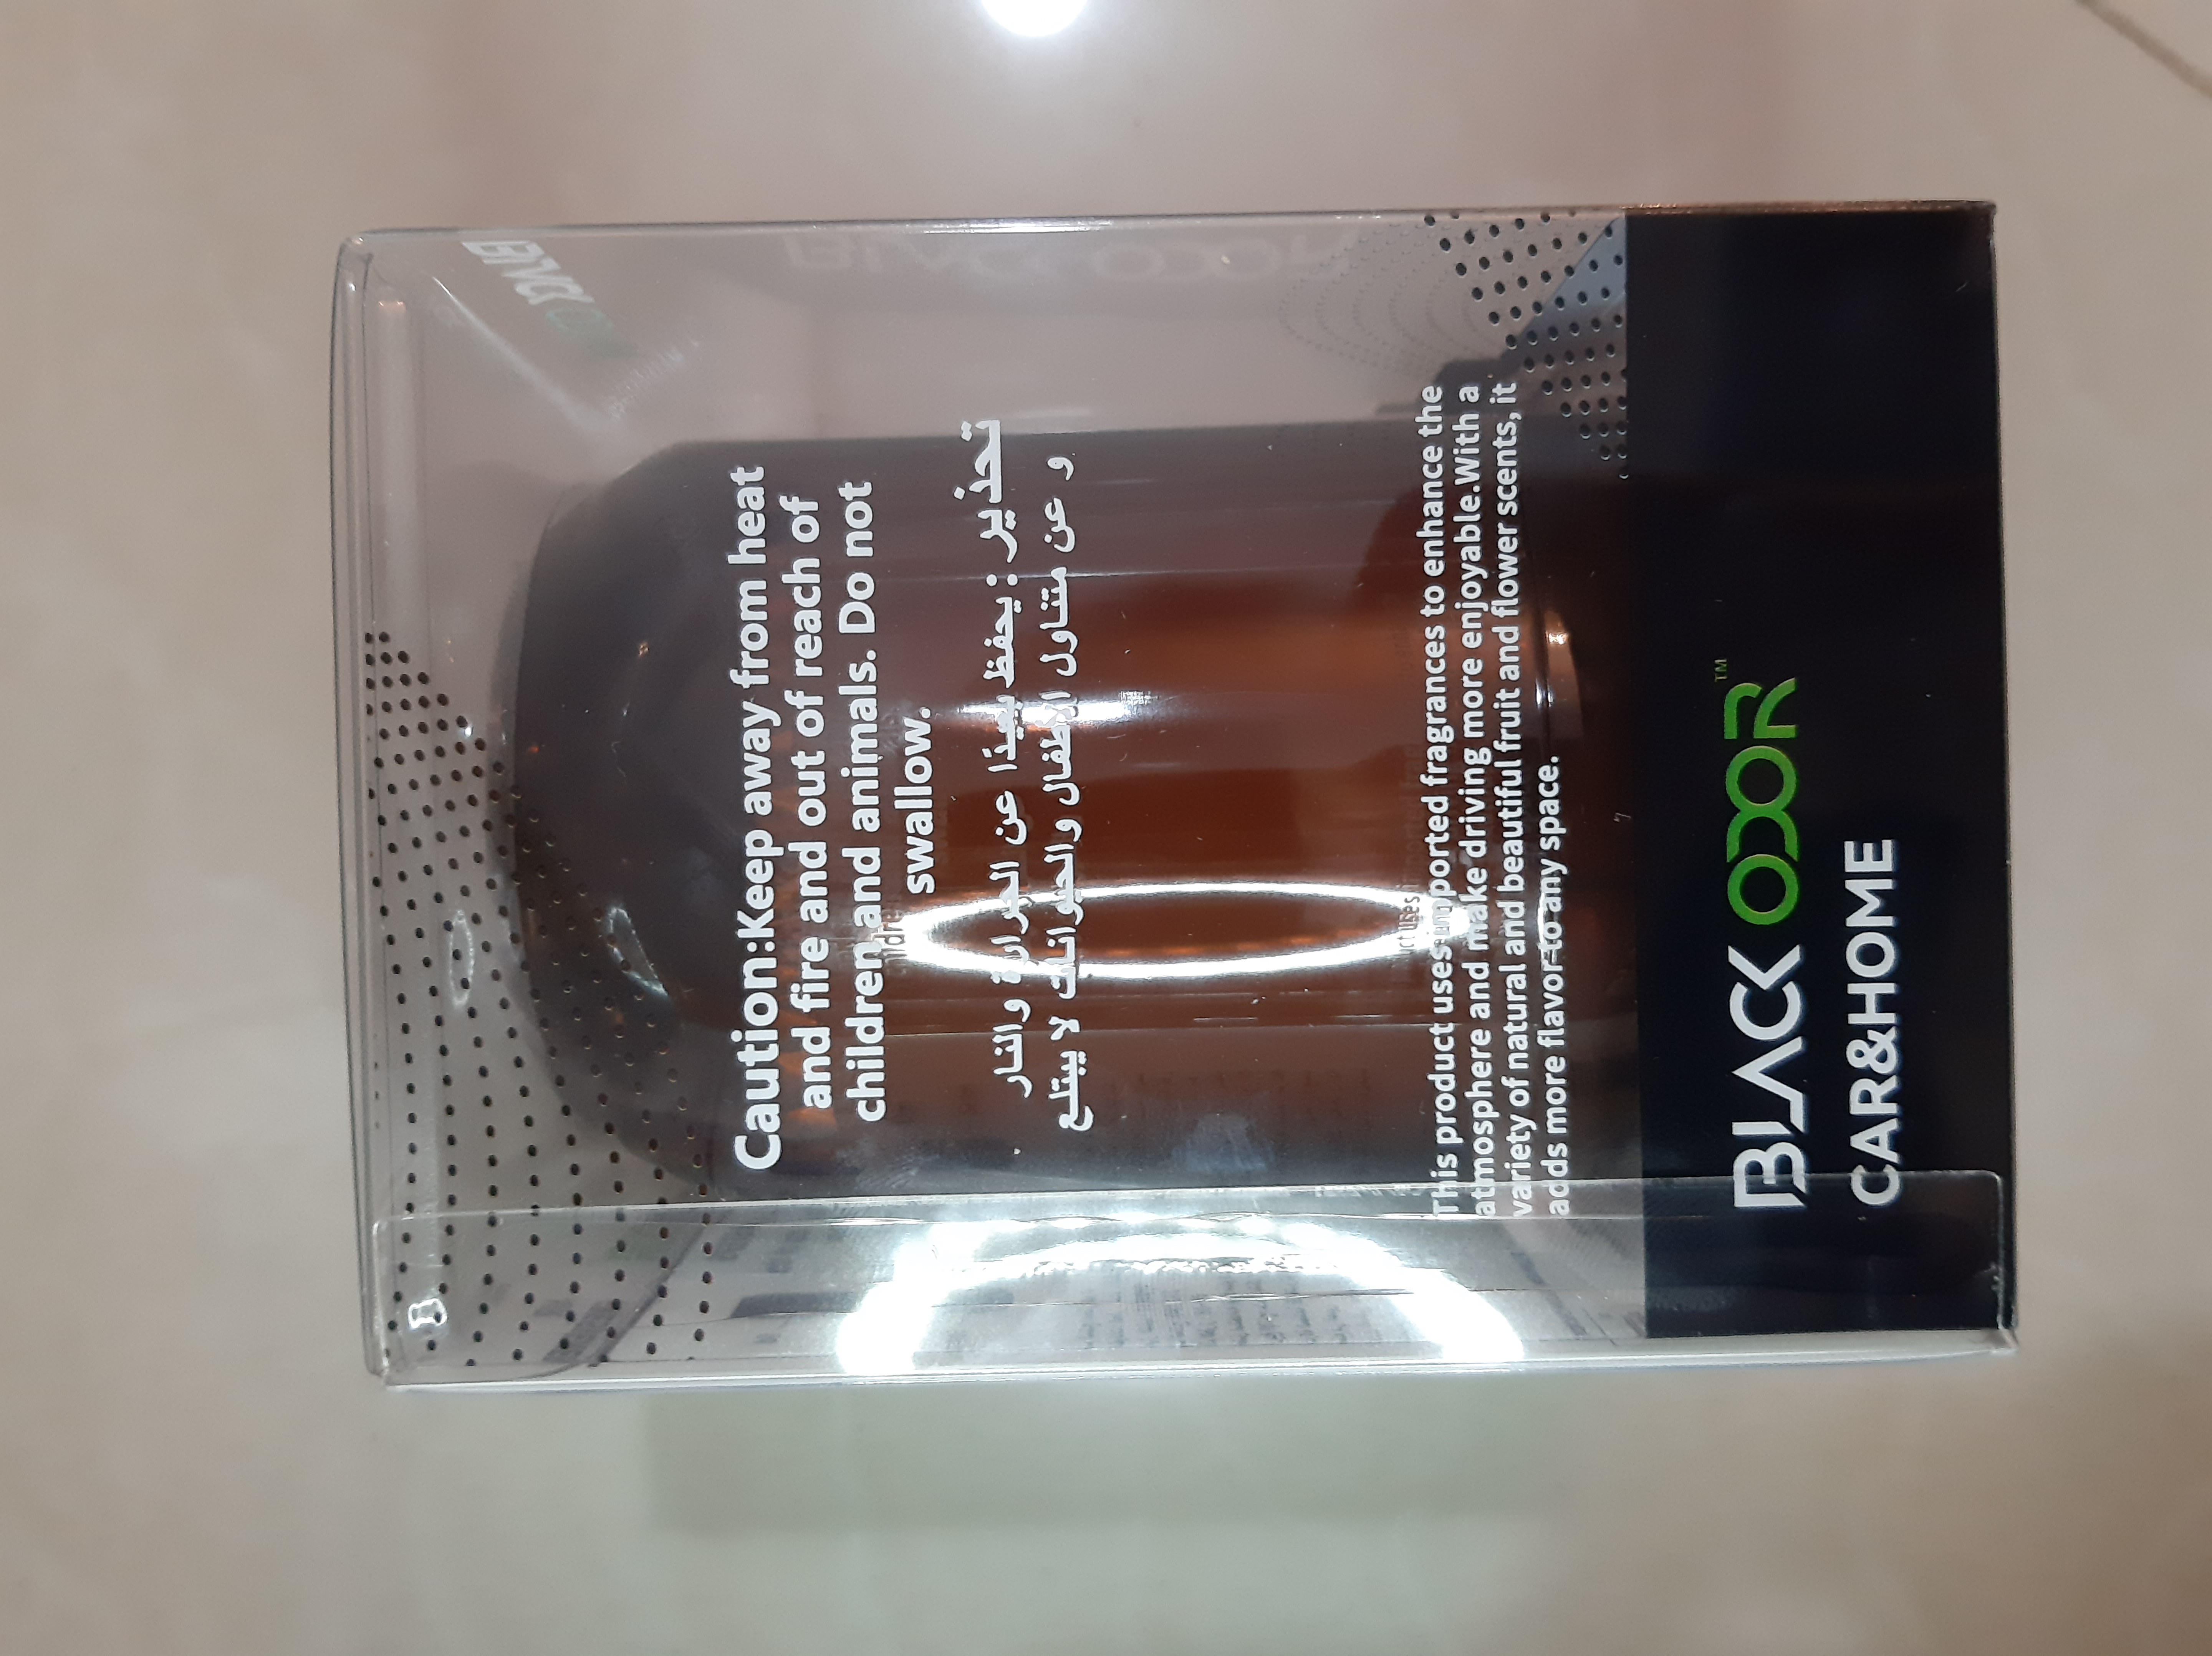 Caution:Keep away from heat
and fire and out of reach of
children and animals. Do not
swallow.
تحذير : يحفظ بعيدًا عن الحرارة والنار
و عن متناول الأطفال والحيوانات لا يبتلع
This product uses imported fragrances to enhance the
atmosphere and make driving more enjoyable.With a
variety of natural and beautiful fruit and flower scents, it
adds more flavor to any space.
BLACK ODOR™
CAR&HOME
BLACK ODOR